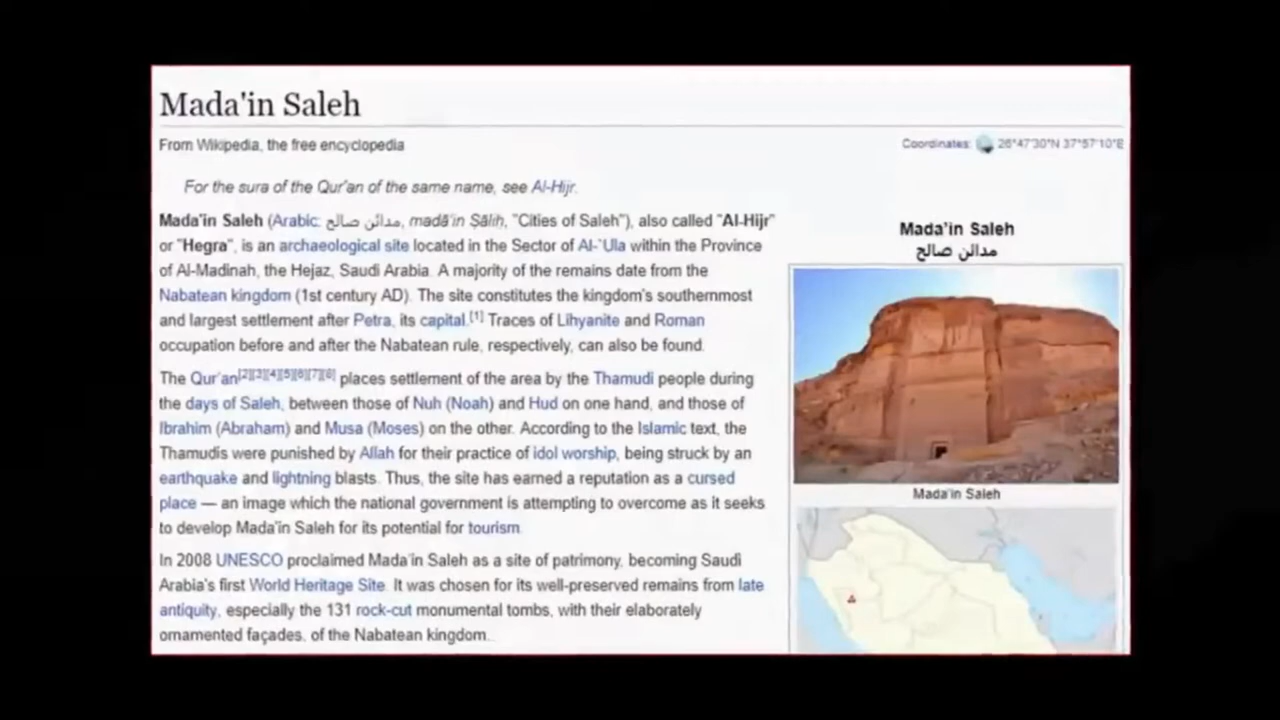 Mada'in Saleh
From Wikipedia, the free encyclopedia
Coordinates: 26°47'30"N 37°57'10"E
For the sura of the Qur'an of the same name, see Al-Hijr.
Mada'in Saleh (Arabic: مدائن صالح, madā'in Ṣāliḥ, "Cities of Saleh"), also called "Al-Hijr"
or "Hegra", is an archaeological site located in the Sector of Al-`Ula within the Province
of Al-Madinah, the Hejaz, Saudi Arabia. A majority of the remains date from the
Nabatean kingdom (1st century AD). The site constitutes the kingdom's southernmost
and largest settlement after Petra, its capital.[1] Traces of Lihyanite and Roman
occupation before and after the Nabatean rule, respectively, can also be found.
The Qur'an[2][3][4][5][6][7][8] places settlement of the area by the Thamudi people during
the days of Saleh, between those of Nuh (Noah) and Hud on one hand, and those of
Ibrahim (Abraham) and Musa (Moses) on the other. According to the Islamic text, the
Thamudis were punished by Allah for their practice of idol worship, being struck by an
earthquake and lightning blasts. Thus, the site has earned a reputation as a cursed
place — an image which the national government is attempting to overcome as it seeks
to develop Mada'in Saleh for its potential for tourism.
In 2008 UNESCO proclaimed Mada'in Saleh as a site of patrimony, becoming Saudi
Arabia's first World Heritage Site. It was chosen for its well-preserved remains from late
antiquity, especially the 131 rock-cut monumental tombs, with their elaborately
ornamented façades, of the Nabatean kingdom.
Mada'in Saleh
مدائن صالح
Mada'in Saleh